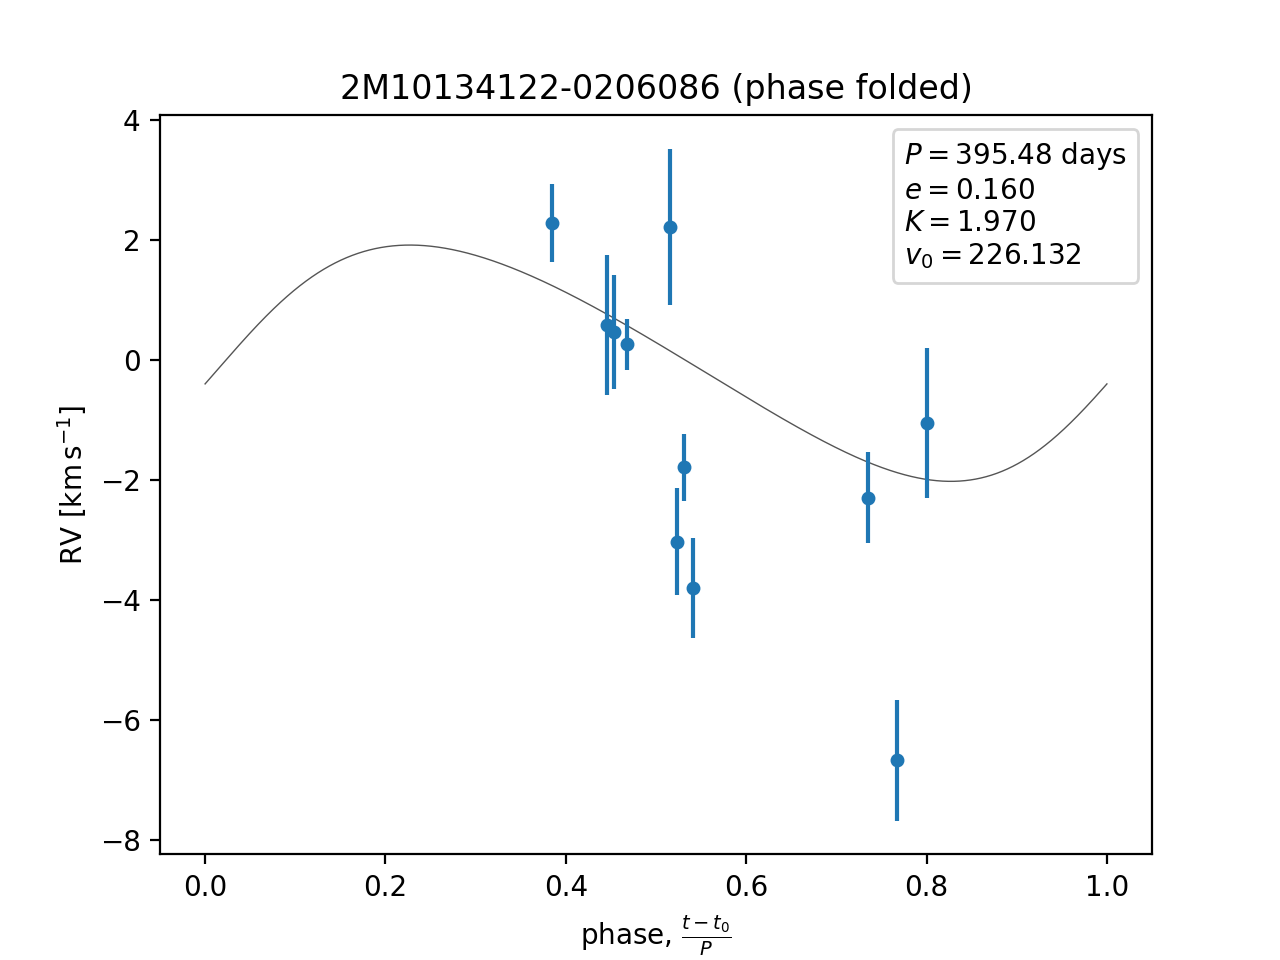 2M10134122-0206086 (phase folded)
P = 395.48 days
e = 0.160
K = 1.970
v₀ = 226.132
RV [km s⁻¹]
4
2
0
−2
−4
−6
−8
0.0 0.2 0.4 0.6 0.8 1.0
phase, (t − t₀)/P